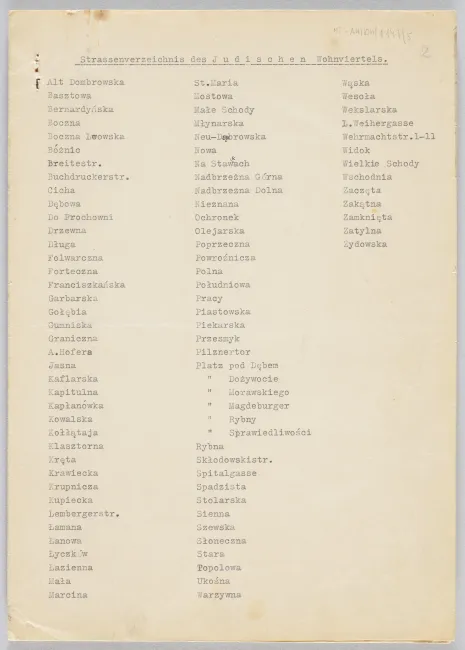 2
Strassenverzeichnis des J u d i s c h e n Wohnviertels.
Alt Dombrowska
Basztowa
Bernardyńska
Boczna
Boczna Lwowska
Bóżnic
Breitestr.
Buchdruckerstr.
Cicha
Dębowa
Do Prochowni
Drzewna
Długa
Folwarczna
Forteczna
Franciszkańska
Garbarska
Gołębia
Gumniska
Graniczna
A.Hofera
Jasna
Kaflarska
Kapitulna
Kapłanówka
Kowalska
Kołłątaja
Klasztorna
Kręta
Krawiecka
Krupnicza
Kupiecka
Lembergerstr.
Łamana
Łanowa
Łyczków
Łazienna
Mała
Marcina
St.Maria
Mostowa
Małe Schody
Młynarska
Neu-Dąbrowska
Nowa
Na Stawach
Nadbrzeżna Górna
Nadbrzeżna Dolna
Nieznana
Ochronek
Olejarska
Poprzeczna
Powroźnicza
Polna
Południowa
Pracy
Piastowska
Piekarska
Przesmyk
Pilznertor
Platz pod Dębem
" Dożywocie
" Morawskiego
" Magdeburger
" Rybny
" Sprawiedliwości
Rybna
Skłodowskistr.
Spitalgasse
Spadzista
Stolarska
Sienna
Szewska
Słoneczna
Stara
Topolowa
Ukośna
Warzywna
Wąska
Wesoła
Wekslarska
L.Weihergasse
Wehrmachtstr.1-11
Widok
Wielkie Schody
Wschodnia
Zaczęta
Zakątna
Zamknięta
Zatylna
Żydowska